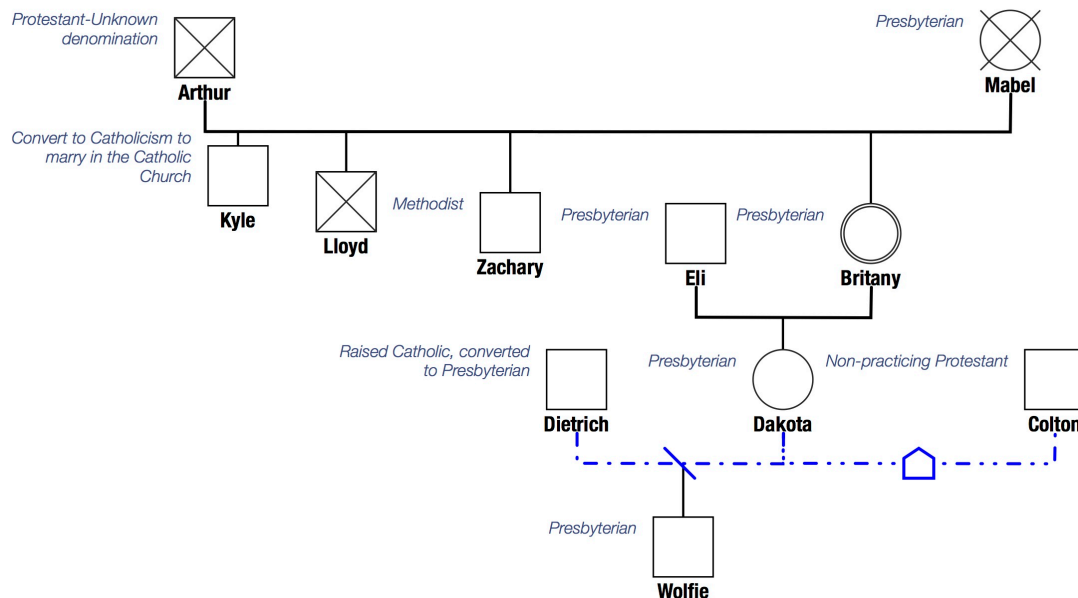 Protestant-Unknown
denomination
Presbyterian
Arthur
Mabel
Convert to Catholicism to
marry in the Catholic
Church
Methodist
Presbyterian
Presbyterian
Kyle
Lloyd
Zachary
Eli
Britany
Raised Catholic, converted
to Presbyterian
Presbyterian
Non-practicing Protestant
Dietrich
Dakota
Colton
Presbyterian
Wolfie